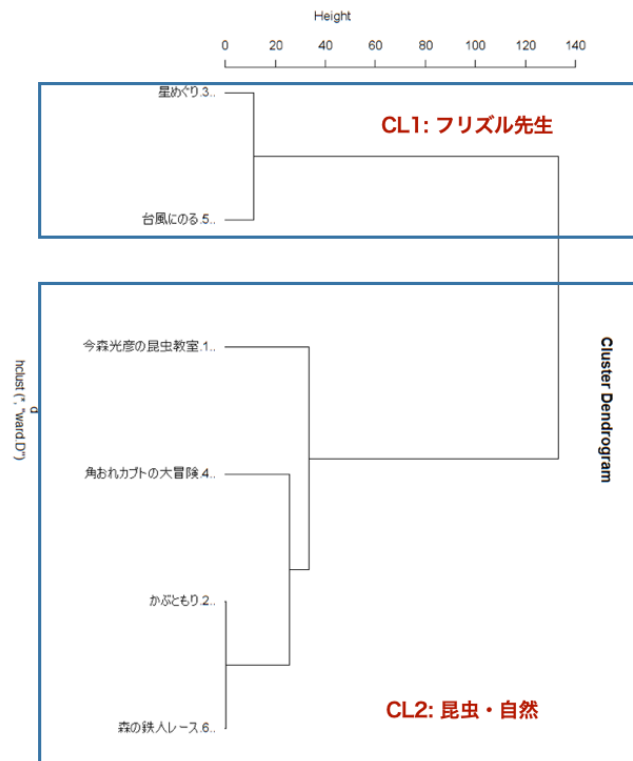 Height
0 20 40 60 80 100 120 140
星めぐり.3..
CL1: フリズル先生
台風にのる.5..
今森光彦の昆虫教室.1..
Cluster Dendrogram
d
hclust (*, "ward.D")
角おれカブトの大冒険.4..
かぶともり.2..
CL2: 昆虫・自然
森の鉄人レース.6..